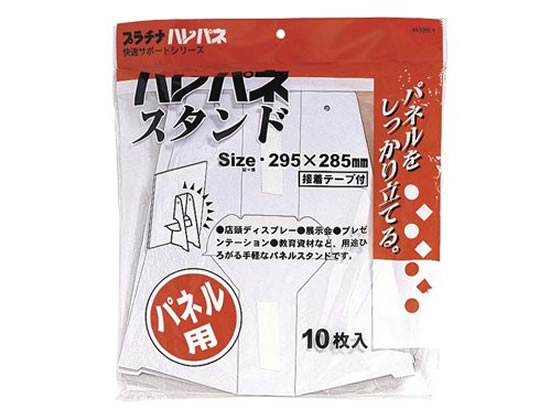 プラチナ ハレパネ
快適サポートシリーズ
ハレパネ
スタンド
Size・295×285mm
縦×横
接着テープ付
パネルを
しっかり立てる。
●店頭ディスプレー●展示会●プレゼ
ンテーション●教育資材など、用途ひ
ろがる手軽なパネルスタンドです。
パネル
用
10枚入